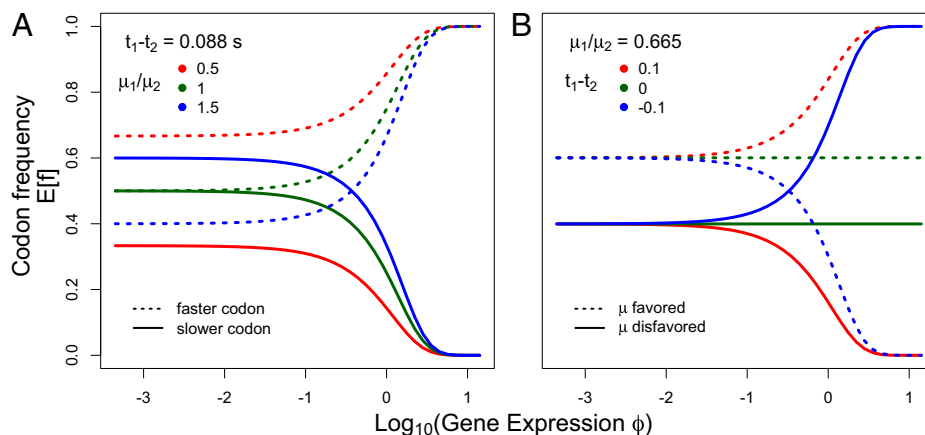 A
t₁-t₂ = 0.088 s
μ₁/μ₂
0.5
1
1.5
faster codon
slower codon
Codon frequency
E[f]
0.0
0.2
0.4
0.6
0.8
1.0
-3
-2
-1
0
1
B
μ₁/μ₂ = 0.665
t₁-t₂
0.1
0
-0.1
μ favored
μ disfavored
-3
-2
-1
0
1
Log₁₀(Gene Expression ϕ)